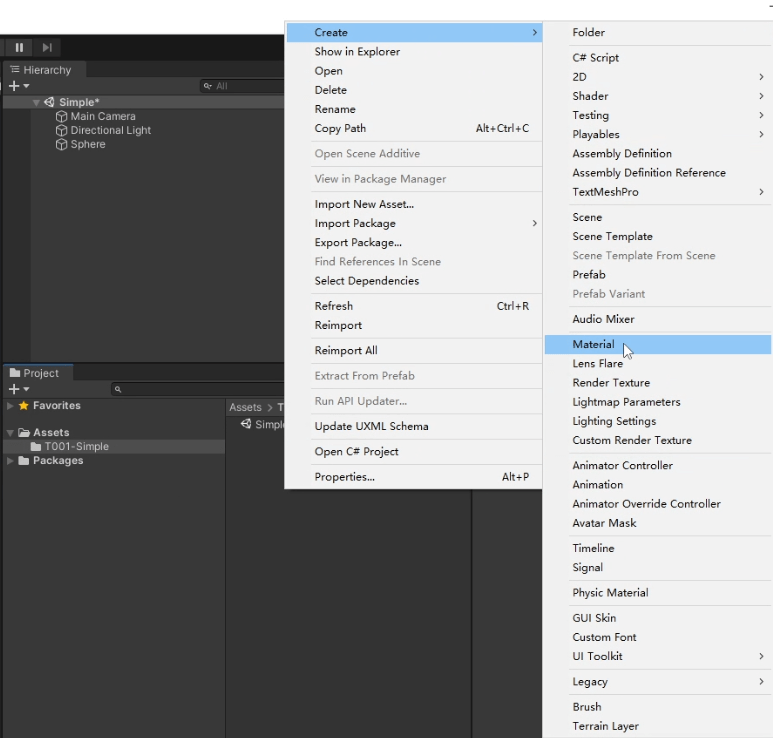 Hierarchy
All
Simple*
Main Camera
Directional Light
Sphere
Project
Favorites
Assets
T001-Simple
Packages
Assets > T
Simple
Create
Show in Explorer
Open
Delete
Rename
Copy Path Alt+Ctrl+C
Open Scene Additive
View in Package Manager
Import New Asset...
Import Package
Export Package...
Find References In Scene
Select Dependencies
Refresh Ctrl+R
Reimport
Reimport All
Extract From Prefab
Run API Updater...
Update UXML Schema
Open C# Project
Properties... Alt+P
Folder
C# Script
2D
Shader
Testing
Playables
Assembly Definition
Assembly Definition Reference
TextMeshPro
Scene
Scene Template
Scene Template From Scene
Prefab
Prefab Variant
Audio Mixer
Material
Lens Flare
Render Texture
Lightmap Parameters
Lighting Settings
Custom Render Texture
Animator Controller
Animation
Animator Override Controller
Avatar Mask
Timeline
Signal
Physic Material
GUI Skin
Custom Font
UI Toolkit
Legacy
Brush
Terrain Layer